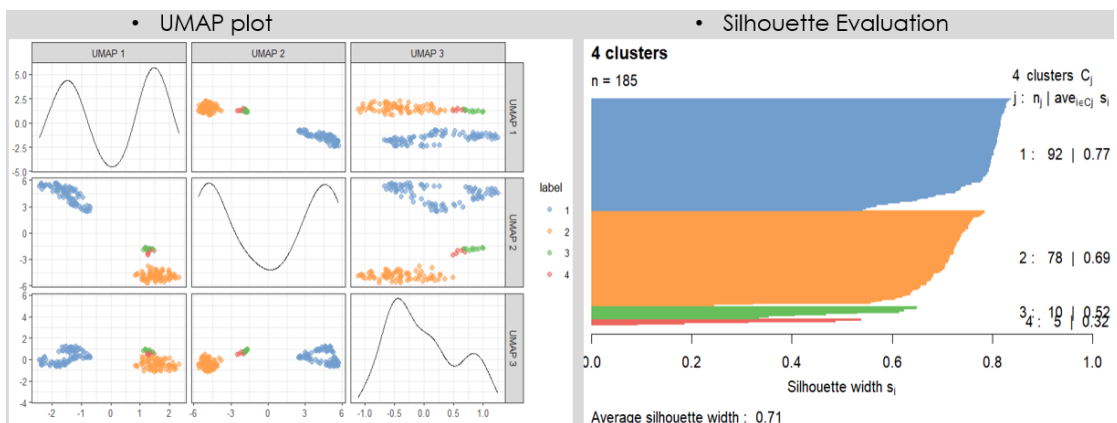 • UMAP plot
UMAP 1
UMAP 2
UMAP 3
5.0
2.5
0.0
-2.5
-5.0
UMAP 1
6
3
0
-3
-6
UMAP 2
4
2
0
-2
-4
UMAP 3
-2 -1 0 1 2
-6 -3 0 3 6
-1.0 -0.5 0.0 0.5 1.0
label
1
2
3
4
• Silhouette Evaluation
4 clusters
n = 185
4 clusters Cj
j : nj | avei∈Cj si
1 : 92 | 0.77
2 : 78 | 0.69
3 : 10 | 0.52
4 : 5 | 0.32
0.0 0.2 0.4 0.6 0.8 1.0
Silhouette width si
Average silhouette width : 0.71